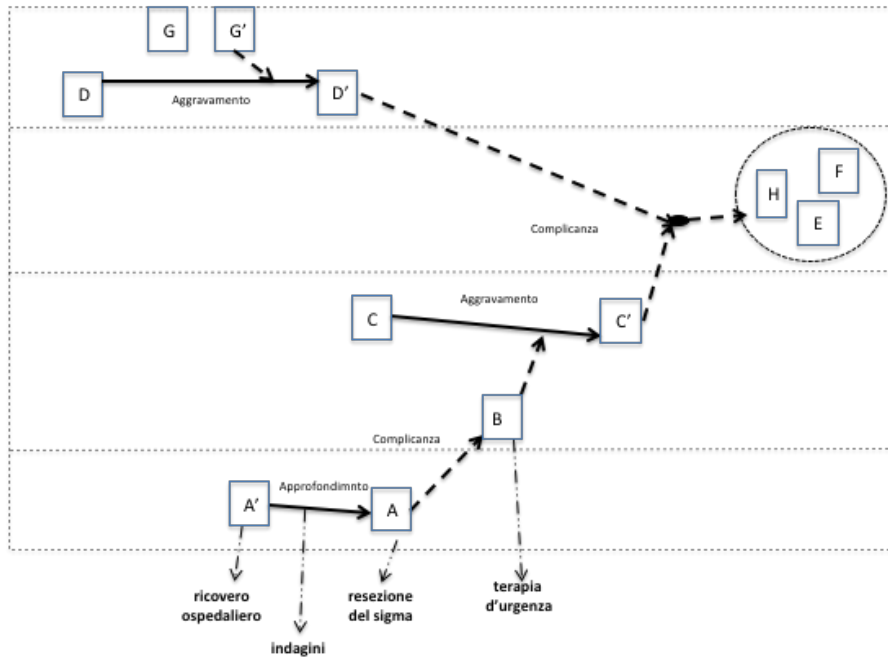 G
G'
D
D'
Aggravamento
F
H
E
Complicanza
Aggravamento
C
C'
B
Complicanza
Approfondimnto
A'
A
ricovero
ospedaliero
indagini
resezione
del sigma
terapia
d'urgenza